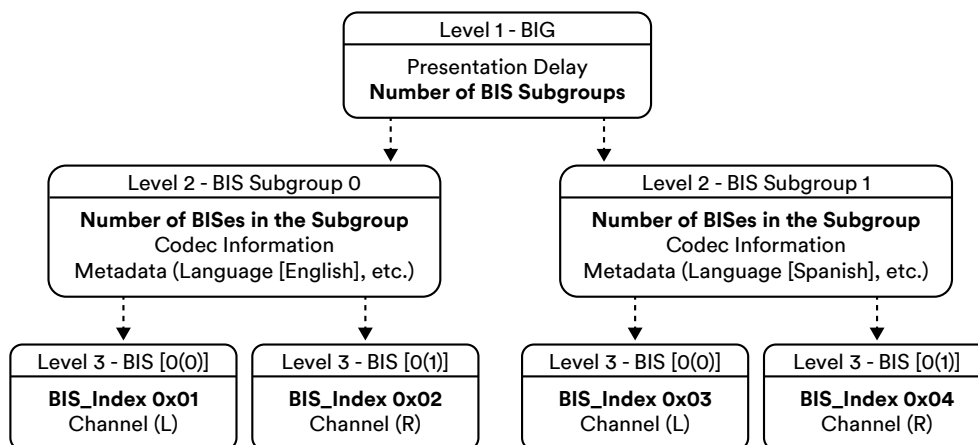 Level 1 - BIG
Presentation Delay
Number of BIS Subgroups
Level 2 - BIS Subgroup 0
Number of BISes in the Subgroup
Codec Information
Metadata (Language [English], etc.)
Level 2 - BIS Subgroup 1
Number of BISes in the Subgroup
Codec Information
Metadata (Language [Spanish], etc.)
Level 3 - BIS [0(0)]
BIS_Index 0x01
Channel (L)
Level 3 - BIS [0(1)]
BIS_Index 0x02
Channel (R)
Level 3 - BIS [0(0)]
BIS_Index 0x03
Channel (L)
Level 3 - BIS [0(1)]
BIS_Index 0x04
Channel (R)